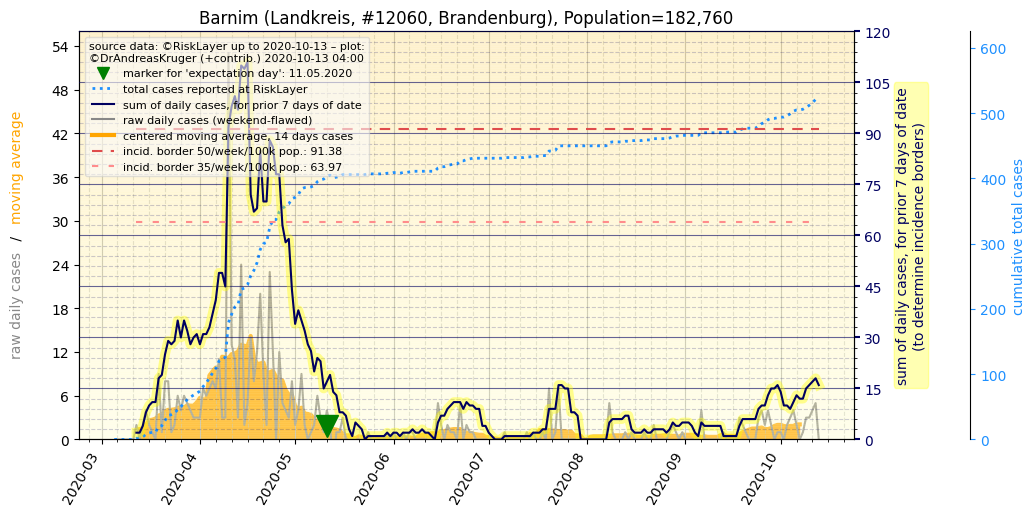 Barnim (Landkreis, #12060, Brandenburg), Population=182,760
source data: ©RiskLayer up to 2020-10-13 – plot:
©DrAndreasKruger (+contrib.) 2020-10-13 04:00
marker for 'expectation day': 11.05.2020
total cases reported at RiskLayer
sum of daily cases, for prior 7 days of date
raw daily cases (weekend-flawed)
centered moving average, 14 days cases
incid. border 50/week/100k pop.: 91.38
incid. border 35/week/100k pop.: 63.97
raw daily cases / moving average
54
48
42
36
30
24
18
12
6
0
2020-03
2020-04
2020-05
2020-06
2020-07
2020-08
2020-09
2020-10
120
105
90
75
60
45
30
15
0
sum of daily cases, for prior 7 days of date
(to determine incidence borders)
600
500
400
300
200
100
0
cumulative total cases